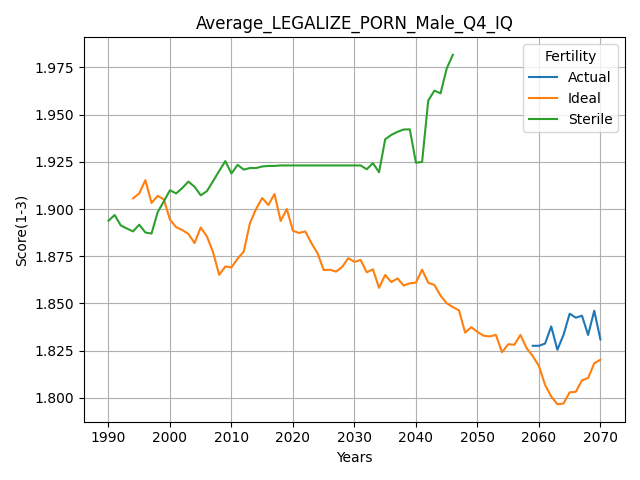 Average_LEGALIZE_PORN_Male_Q4_IQ
Fertility
Actual
Ideal
Sterile
Score(1-3)
1.975
1.950
1.925
1.900
1.875
1.850
1.825
1.800
1990 2000 2010 2020 2030 2040 2050 2060 2070
Years